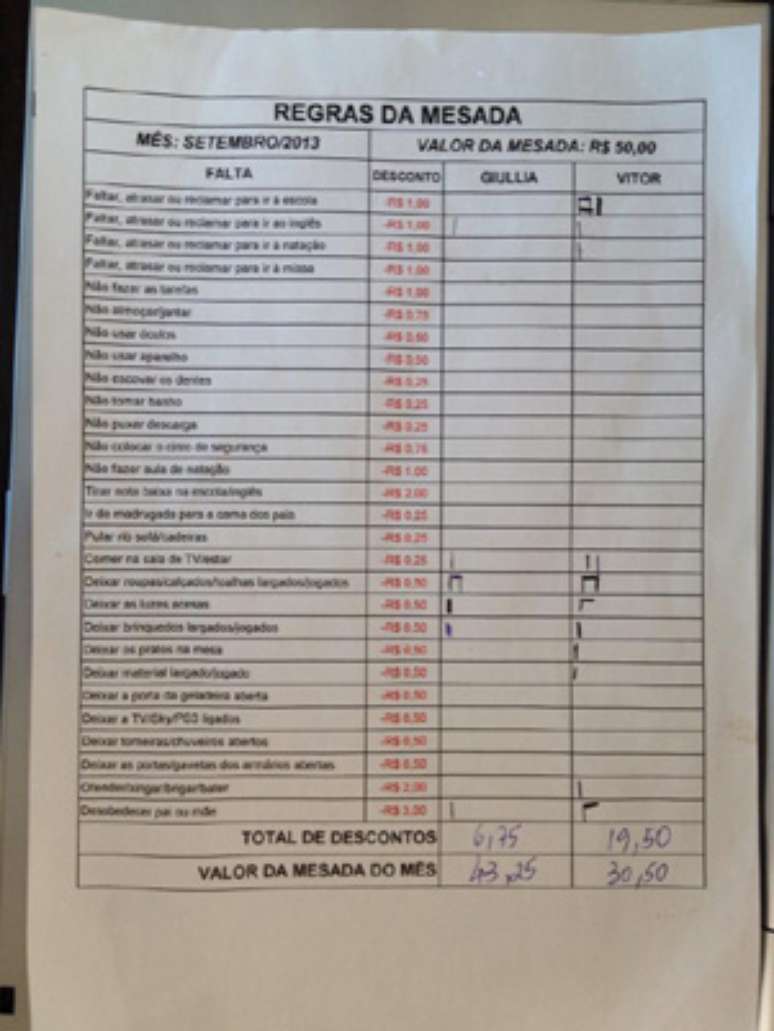 REGRAS DA MESADA
MÊS: SETEMBRO/2013 VALOR DA MESADA: R$ 50,00
FALTA DESCONTO GIULLIA VITOR
Faltar, atrasar ou reclamar para ir à escola -R$ 1,00
Faltar, atrasar ou reclamar para ir ao inglês -R$ 1,00
Faltar, atrasar ou reclamar para ir à natação -R$ 1,00
Faltar, atrasar ou reclamar para ir à missa -R$ 1,00
Não fazer as tarefas -R$ 1,00
Não almoçar/jantar -R$ 0,75
Não usar óculos -R$ 0,50
Não usar aparelho -R$ 0,50
Não escovar os dentes -R$ 0,25
Não tomar banho -R$ 0,25
Não puxar descarga -R$ 0,25
Não colocar o cinto de segurança -R$ 0,75
Não fazer aula de natação -R$ 1,00
Tirar nota baixa na escola/inglês -R$ 2,00
Ir de madrugada para a cama dos pais -R$ 0,25
Pular no sofá/cadeiras -R$ 0,25
Comer na sala de TV/estar -R$ 0,25
Deixar roupas/calçados/toalhas largados/jogados -R$ 0,50
Deixar as luzes acesas -R$ 0,50
Deixar brinquedos largados/jogados -R$ 0,50
Deixar os pratos na mesa -R$ 0,50
Deixar material largado/jogado -R$ 0,50
Deixar a porta da geladeira aberta -R$ 0,50
Deixar a TV/Sky/PS3 ligados -R$ 0,50
Deixar torneiras/chuveiros abertos -R$ 0,50
Deixar as portas/gavetas dos armários abertas -R$ 0,50
Ofender/xingar/brigar/bater -R$ 2,00
Desobedecer pai ou mãe -R$ 3,00
TOTAL DE DESCONTOS 6,75 19,50
VALOR DA MESADA DO MÊS 43,25 30,50